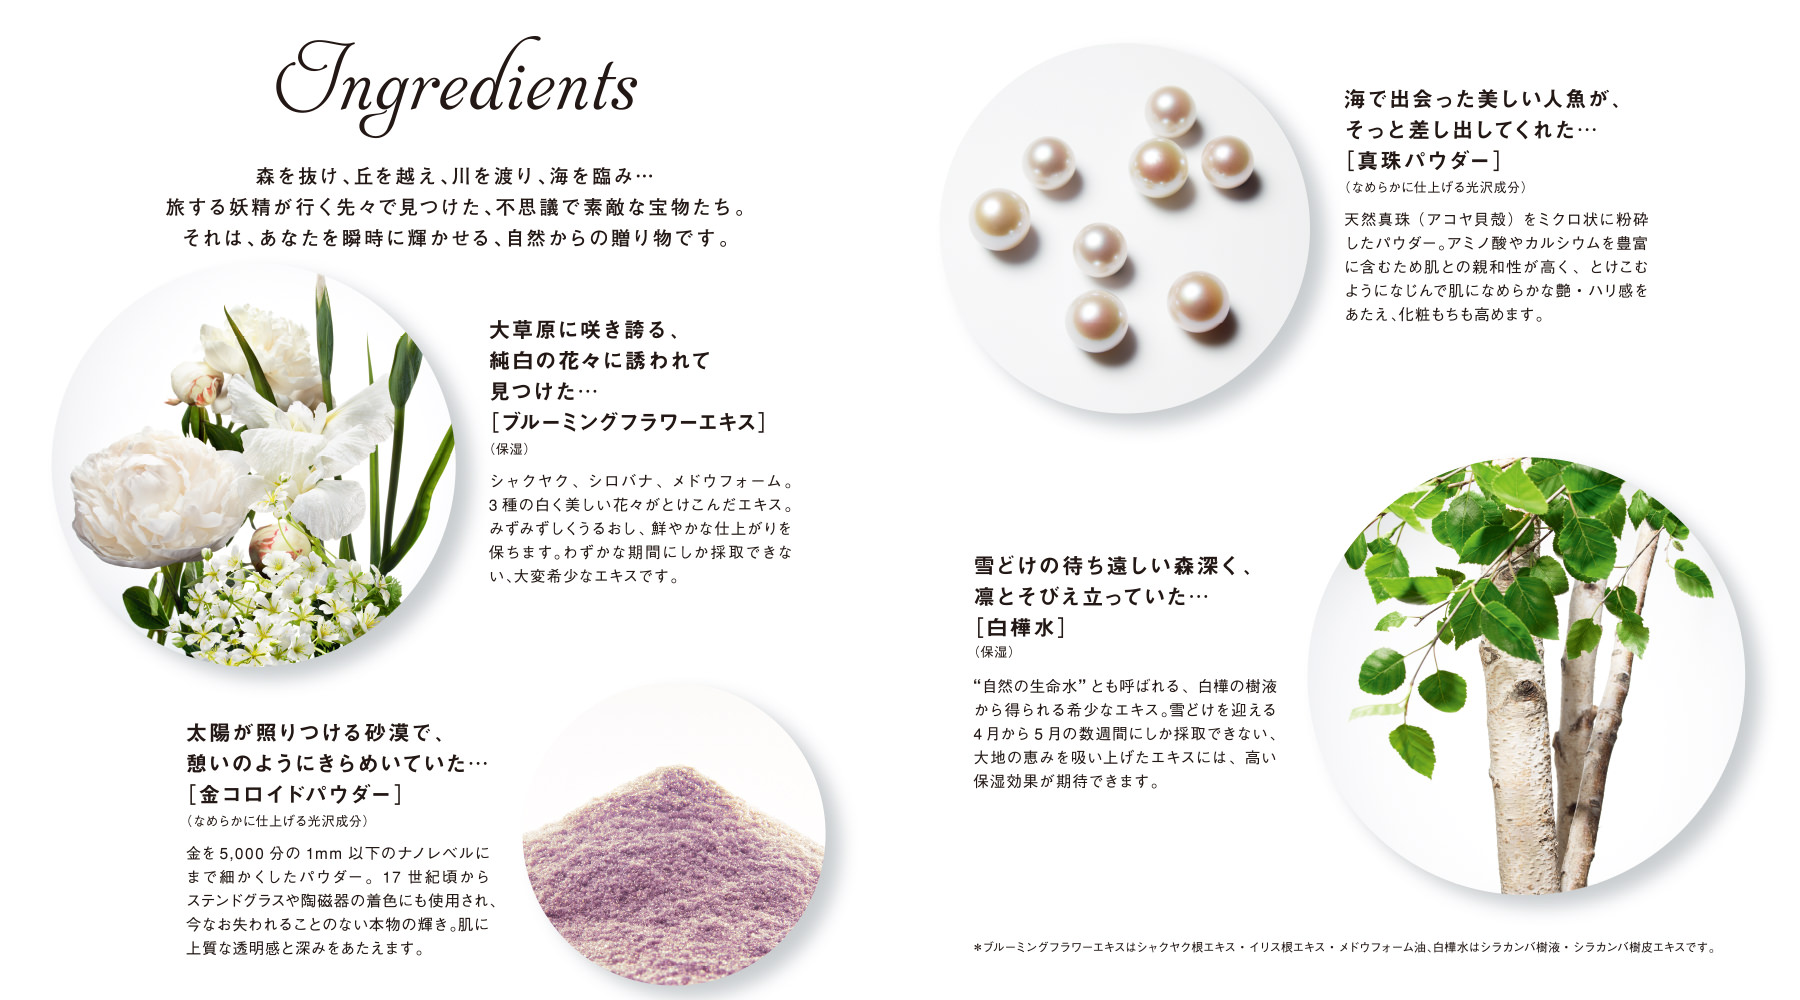 Ingredients
森を抜け、丘を越え、川を渡り、海を臨み…
旅する妖精が行く先々で見つけた、不思議で素敵な宝物たち。
それは、あなたを瞬時に輝かせる、自然からの贈り物です。
大草原に咲き誇る、
純白の花々に誘われて
見つけた…
［ブルーミングフラワーエキス］
（保湿）
シャクヤク、シロバナ、メドウフォーム。
3種の白く美しい花々がとけこんだエキス。
みずみずしくうるおし、鮮やかな仕上がりを
保ちます。わずかな期間にしか採取できな
い、大変希少なエキスです。
太陽が照りつける砂漠で、
憩いのようにきらめいていた…
［金コロイドパウダー］
（なめらかに仕上げる光沢成分）
金を5,000分の1mm以下のナノレベルに
まで細かくしたパウダー。17世紀頃から
ステンドグラスや陶磁器の着色にも使用され、
今なお失われることのない本物の輝き。肌に
上質な透明感と深みをあたえます。
海で出会った美しい人魚が、
そっと差し出してくれた…
［真珠パウダー］
（なめらかに仕上げる光沢成分）
天然真珠（アコヤ貝殻）をミクロ状に粉砕
したパウダー。アミノ酸やカルシウムを豊富
に含むため肌との親和性が高く、とけこむ
ようになじんで肌になめらかな艶・ハリ感を
あたえ、化粧もちも高めます。
雪どけの待ち遠しい森深く、
凛とそびえ立っていた…
［白樺水］
（保湿）
“自然の生命水”とも呼ばれる、白樺の樹液
から得られる希少なエキス。雪どけを迎える
4月から5月の数週間にしか採取できない、
大地の恵みを吸い上げたエキスには、高い
保湿効果が期待できます。
＊ブルーミングフラワーエキスはシャクヤク根エキス・イリス根エキス・メドウフォーム油、白樺水はシラカンバ樹液・シラカンバ樹皮エキスです。